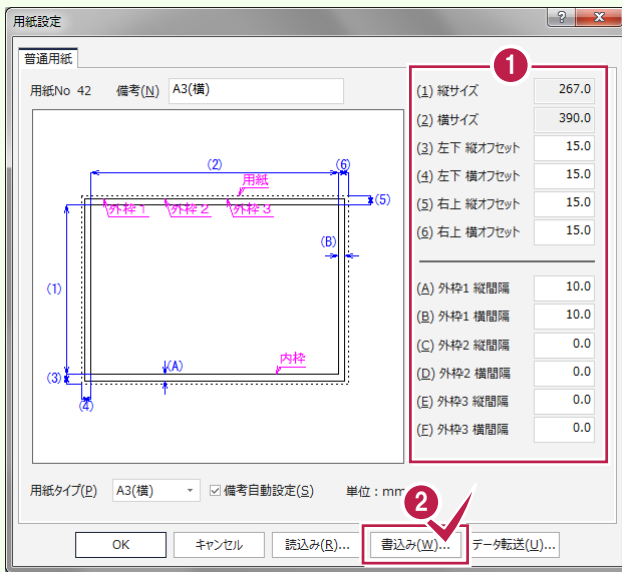 用紙設定
普通用紙
用紙No 42 備考(N) A3(横)
1
(1) 縦サイズ 267.0
(2) 横サイズ 390.0
(3) 左下 縦オフセット 15.0
(4) 左下 横オフセット 15.0
(5) 右上 縦オフセット 15.0
(6) 右上 横オフセット 15.0
(A) 外枠1 縦間隔 10.0
(B) 外枠1 横間隔 10.0
(C) 外枠2 縦間隔 0.0
(D) 外枠2 横間隔 0.0
(E) 外枠3 縦間隔 0.0
(F) 外枠3 横間隔 0.0
(2) (6)
用紙
(5)
外枠1 外枠2 外枠3
(B)
(1)
内枠
(A)
(3)
(4)
用紙タイプ(P) A3(横) 備考自動設定(S) 単位:mm
2
OK キャンセル 読込み(R)... 書込み(W)... データ転送(U)...